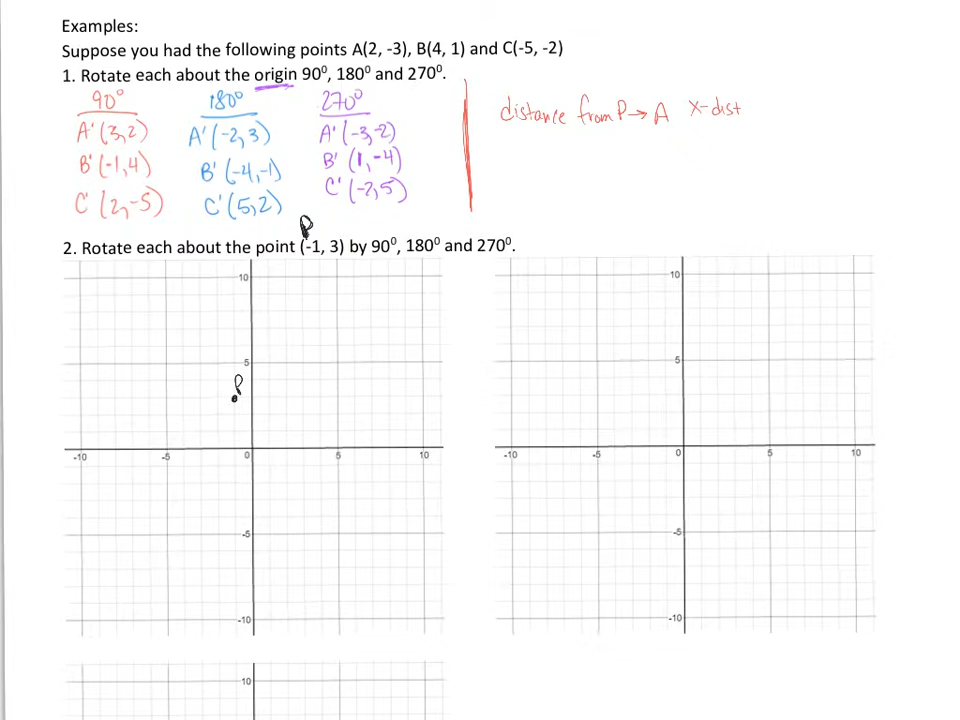 Examples:
Suppose you had the following points A(2, -3), B(4, 1) and C(-5, -2)
1. Rotate each about the origin 90⁰, 180⁰ and 270⁰.
90° 180° 270°
A' (3,2) A' (-2,3) A' (-3,-2)
B' (-1,4) B' (-4,-1) B' (1,-4)
C' (2,-5) C' (5,2) C' (-2,5)
distance from P→A x-dist
P
2. Rotate each about the point (-1, 3) by 90⁰, 180⁰ and 270⁰.
10
5
P
-10 -5 0 5 10
-5
-10
10
5
-10 -5 0 5 10
-5
-10
10